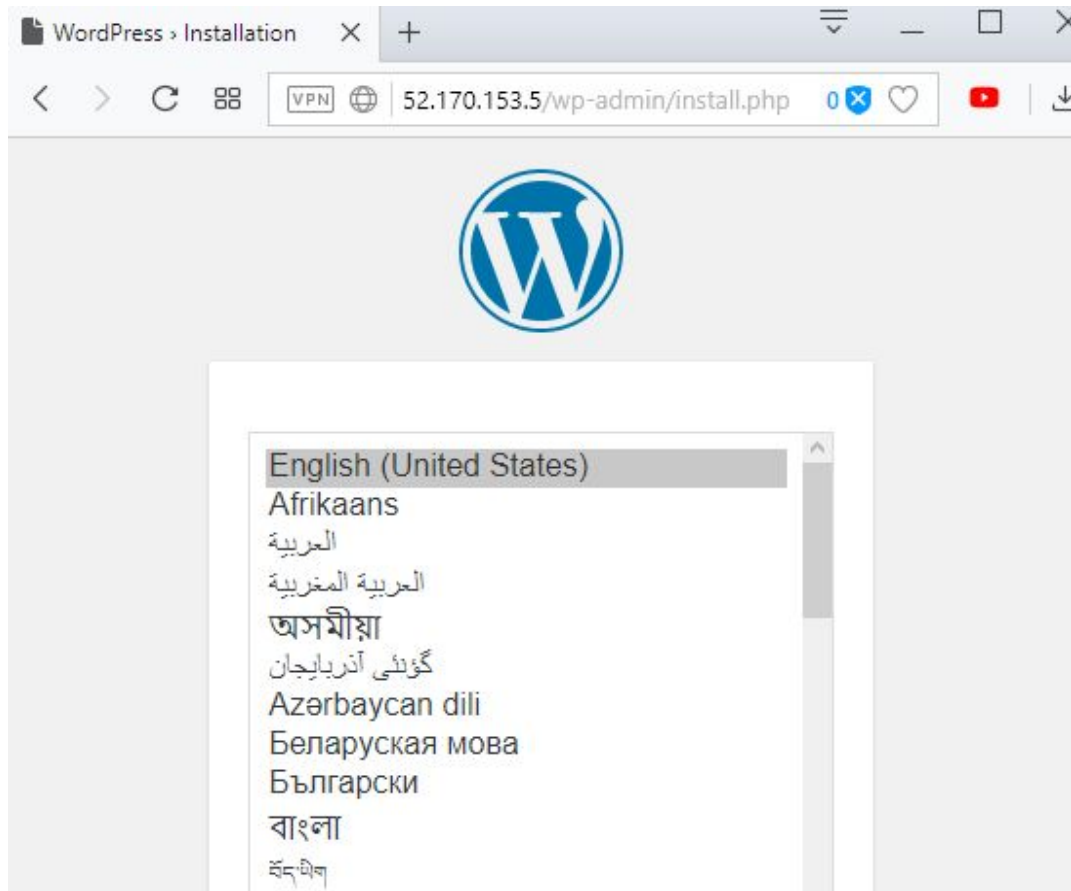 WordPress › Installation
VPN 52.170.153.5/wp-admin/install.php 0
English (United States)
Afrikaans
العربية
العربية المغربية
অসমীয়া
گؤنئی آذربایجان
Azərbaycan dili
Беларуская мова
Български
বাংলা
བོད་ཡིག